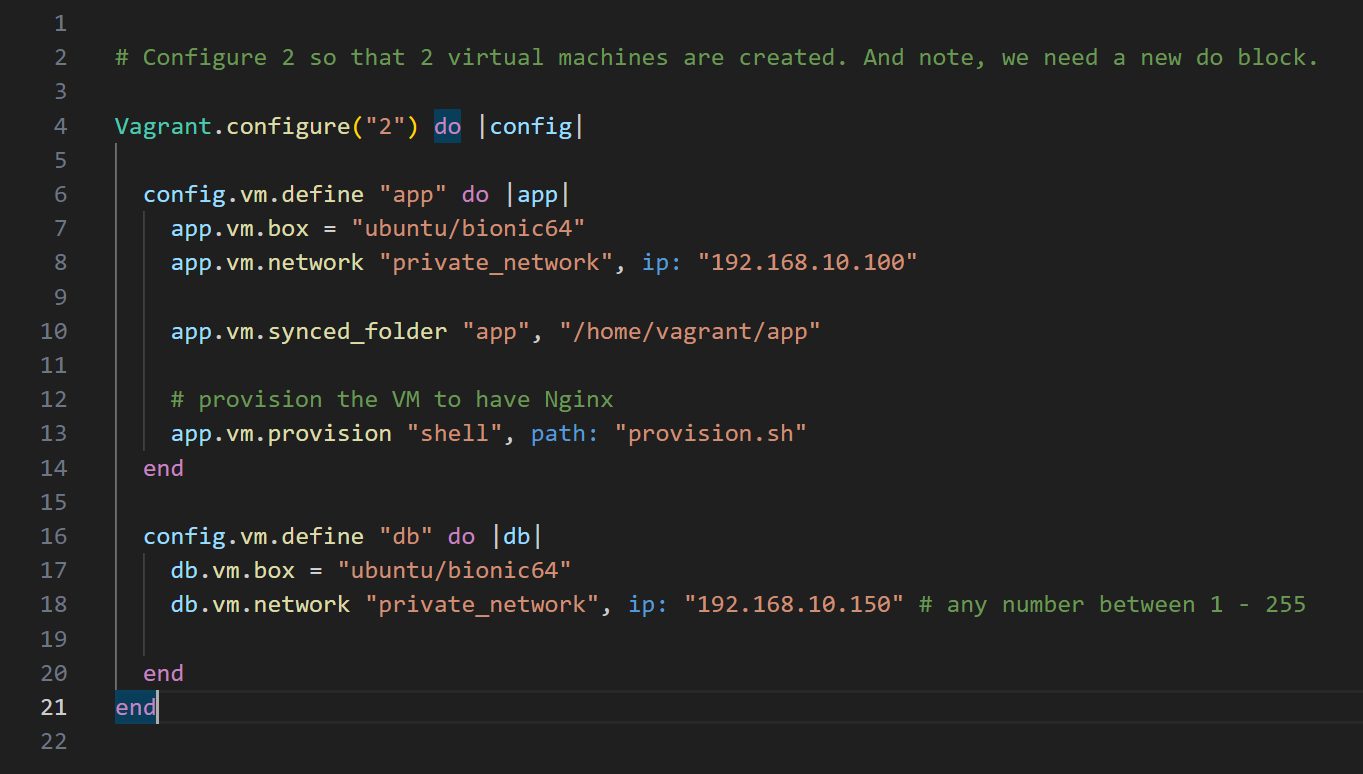 1
2 # Configure 2 so that 2 virtual machines are created. And note, we need a new do block.
3
4 Vagrant.configure("2") do |config|
5
6 config.vm.define "app" do |app|
7 app.vm.box = "ubuntu/bionic64"
8 app.vm.network "private_network", ip: "192.168.10.100"
9
10 app.vm.synced_folder "app", "/home/vagrant/app"
11
12 # provision the VM to have Nginx
13 app.vm.provision "shell", path: "provision.sh"
14 end
15
16 config.vm.define "db" do |db|
17 db.vm.box = "ubuntu/bionic64"
18 db.vm.network "private_network", ip: "192.168.10.150" # any number between 1 - 255
19
20 end
21 end
22